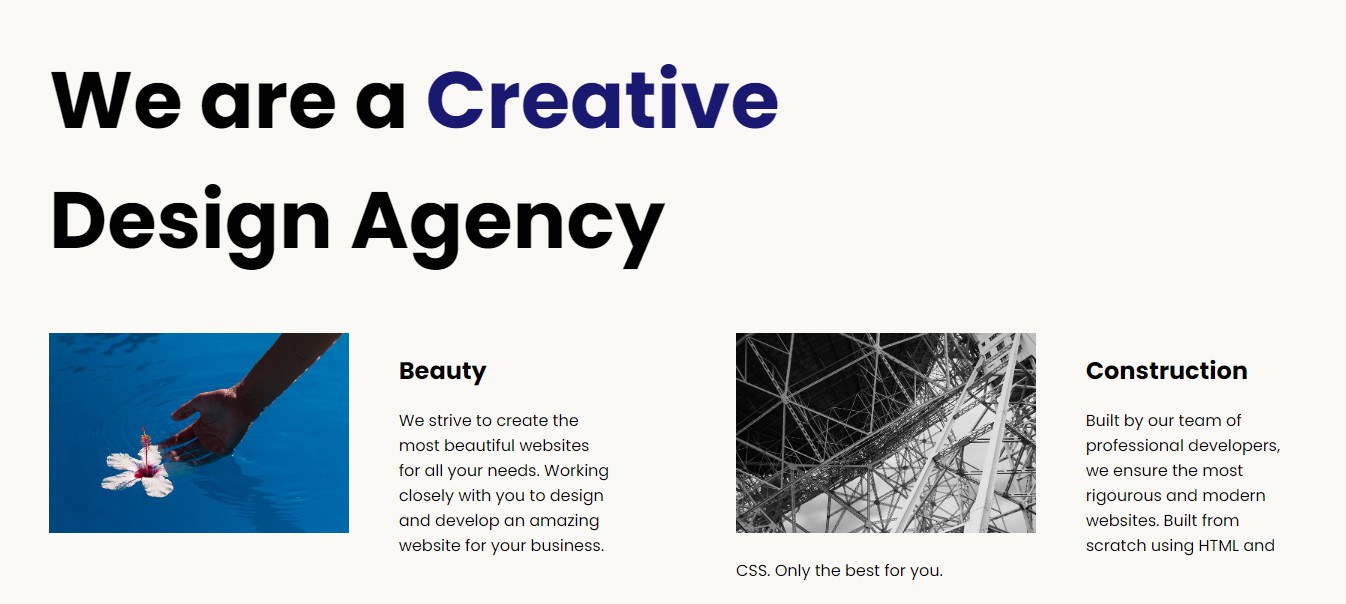 We are a Creative
Design Agency
Beauty
We strive to create the
most beautiful websites
for all your needs. Working
closely with you to design
and develop an amazing
website for your business.
Construction
Built by our team of
professional developers,
we ensure the most
rigourous and modern
websites. Built from
scratch using HTML and
CSS. Only the best for you.